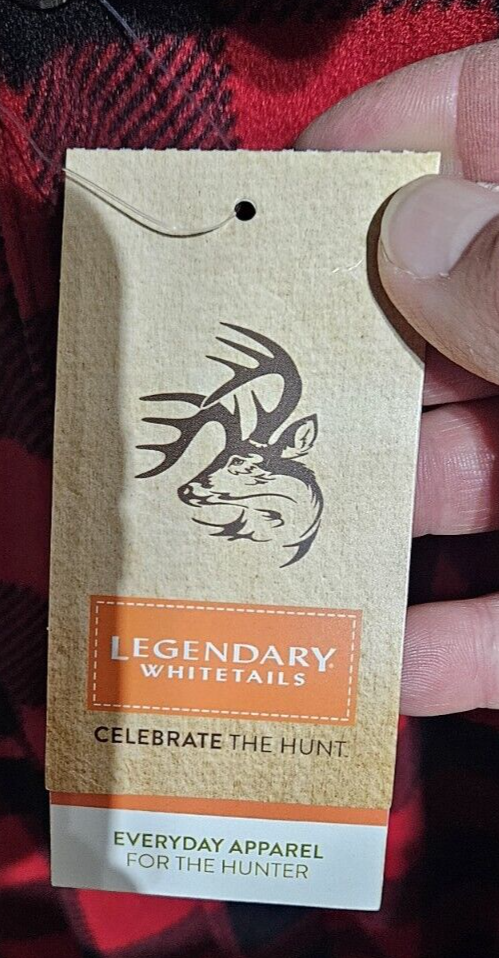 LEGENDARY®
WHITETAILS
CELEBRATE THE HUNT.
EVERYDAY APPAREL
FOR THE HUNTER